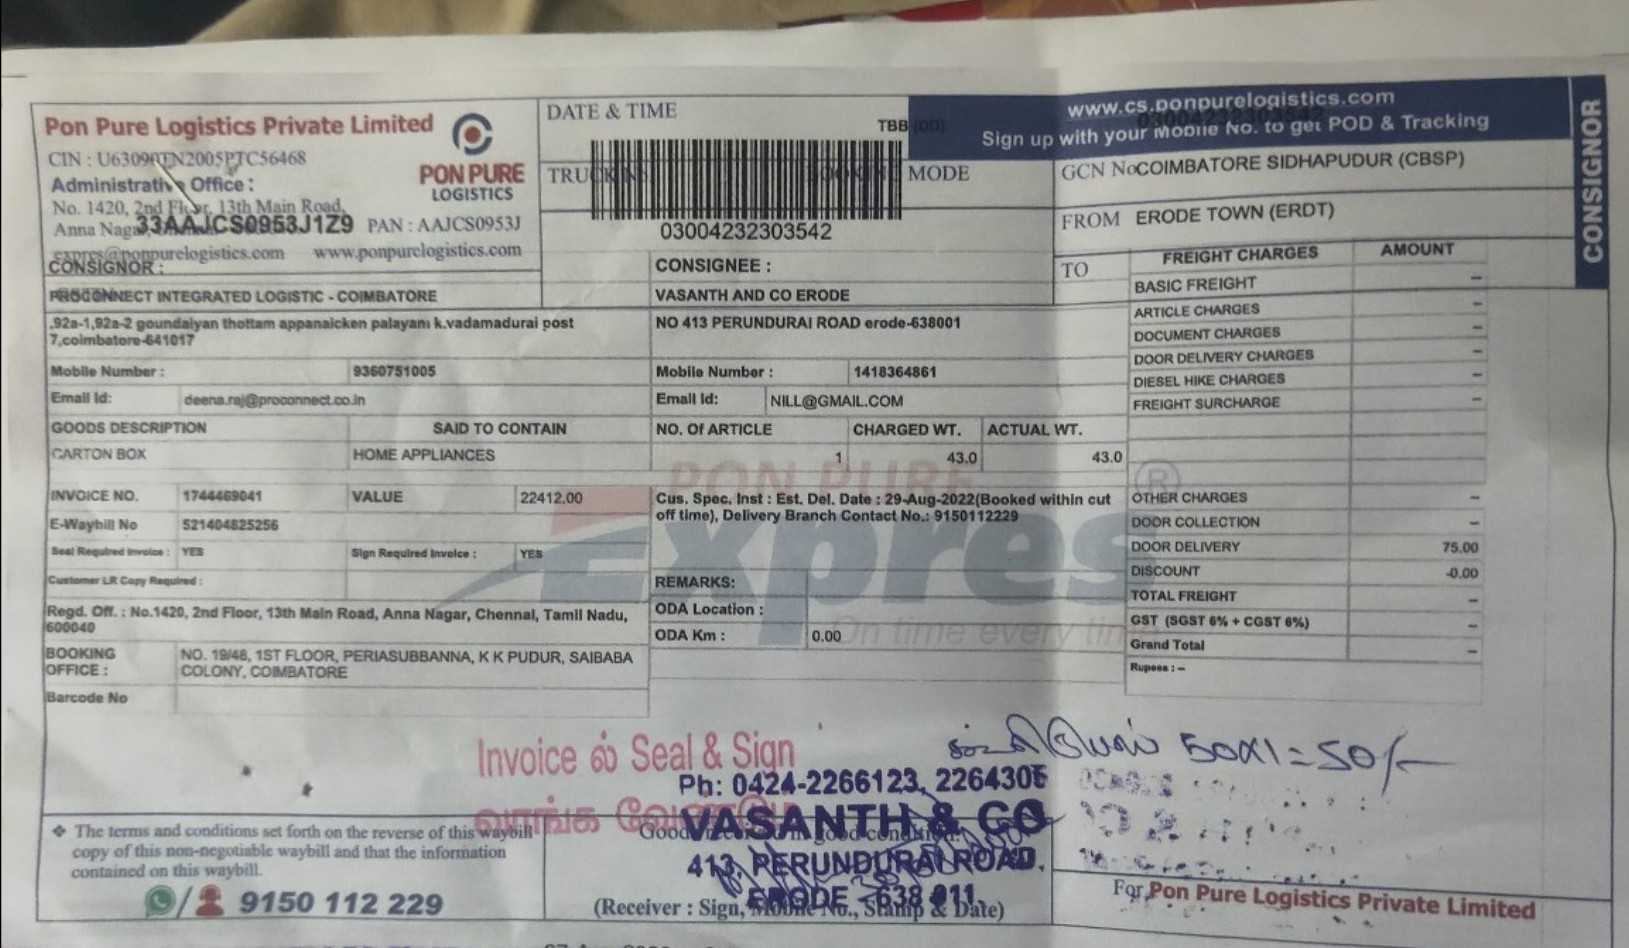 Pon Pure Logistics Private Limited
CIN : U63090TN2005PTC56468
Administrative Office :
No. 1420, 2nd Floor, 13th Main Road,
Anna Nagar,
33AAJCS0953J1Z9 PAN : AAJCS0953J
expres@ponpurelogistics.com www.ponpurelogistics.com
PON PURE
LOGISTICS
DATE & TIME
TBB (DD)
MODE
03004232303542
www.cs.ponpurelogistics.com
03004232303542
Sign up with your Mobile No. to get POD & Tracking
GCN No COIMBATORE SIDHAPUDUR (CBSP)
FROM ERODE TOWN (ERDT)
TO
CONSIGNOR
CONSIGNOR :
PROCONNECT INTEGRATED LOGISTIC - COIMBATORE
,92a-1,92a-2 goundaiyan thottam appanaicken palayam k.vadamadurai post
7,coimbatore-641017
Mobile Number : 9360751005
Email Id: deena.raj@proconnect.co.in
CONSIGNEE :
VASANTH AND CO ERODE
NO 413 PERUNDURAI ROAD erode-638001
Mobile Number : 1418364861
Email Id: NILL@GMAIL.COM
GOODS DESCRIPTION SAID TO CONTAIN NO. Of ARTICLE CHARGED WT. ACTUAL WT.
CARTON BOX HOME APPLIANCES 1 43.0 43.0
INVOICE NO. 1744469041 VALUE 22412.00
E-Waybill No 521404825256
Seal Required Invoice : YES Sign Required Invoice : YES
Customer LR Copy Required :
Regd. Off. : No.1420, 2nd Floor, 13th Main Road, Anna Nagar, Chennai, Tamil Nadu,
600040
BOOKING OFFICE : NO. 19/48, 1ST FLOOR, PERIASUBBANNA, K K PUDUR, SAIBABA
COLONY, COIMBATORE
Barcode No
Cus. Spec. Inst : Est. Del. Date : 29-Aug-2022(Booked within cut
off time), Delivery Branch Contact No.: 9150112229
REMARKS:
ODA Location :
ODA Km : 0.00
PON PURE
Expres
®
On time every time
FREIGHT CHARGES AMOUNT
BASIC FREIGHT –
ARTICLE CHARGES –
DOCUMENT CHARGES –
DOOR DELIVERY CHARGES –
DIESEL HIKE CHARGES –
FREIGHT SURCHARGE –
OTHER CHARGES –
DOOR COLLECTION –
DOOR DELIVERY 75.00
DISCOUNT -0.00
TOTAL FREIGHT –
GST (SGST 6% + CGST 6%) –
Grand Total –
Rupees : –
50X1=50/-
Invoice ல் Seal & Sign
வாங்க வேண்டும்
Ph: 0424-2266123, 2264306
VASANTH & CO
413, PERUNDURAI ROAD,
ERODE - 638 011.
❖ The terms and conditions set forth on the reverse of this waybill
copy of this non-negotiable waybill and that the information
contained on this waybill.
9150 112 229
(Receiver : Sign, Mobile No., Stamp & Date)
For Pon Pure Logistics Private Limited